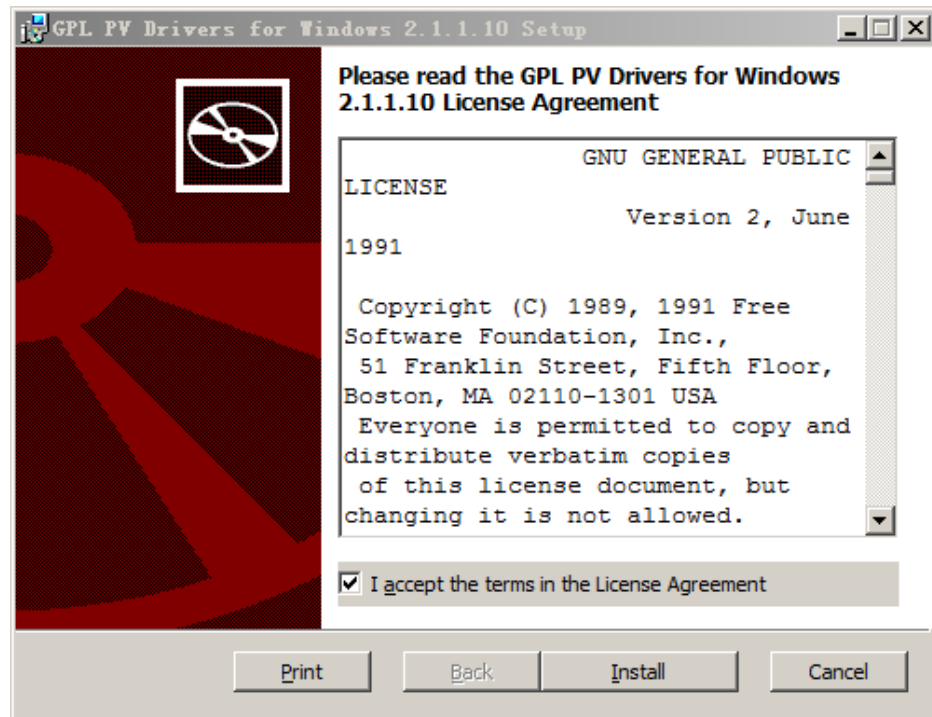 GPL PV Drivers for Windows 2.1.1.10 Setup
Please read the GPL PV Drivers for Windows
2.1.1.10 License Agreement
GNU GENERAL PUBLIC
LICENSE
Version 2, June
1991
Copyright (C) 1989, 1991 Free
Software Foundation, Inc.,
51 Franklin Street, Fifth Floor,
Boston, MA 02110-1301 USA
Everyone is permitted to copy and
distribute verbatim copies
of this license document, but
changing it is not allowed.
I accept the terms in the License Agreement
Print
Back
Install
Cancel